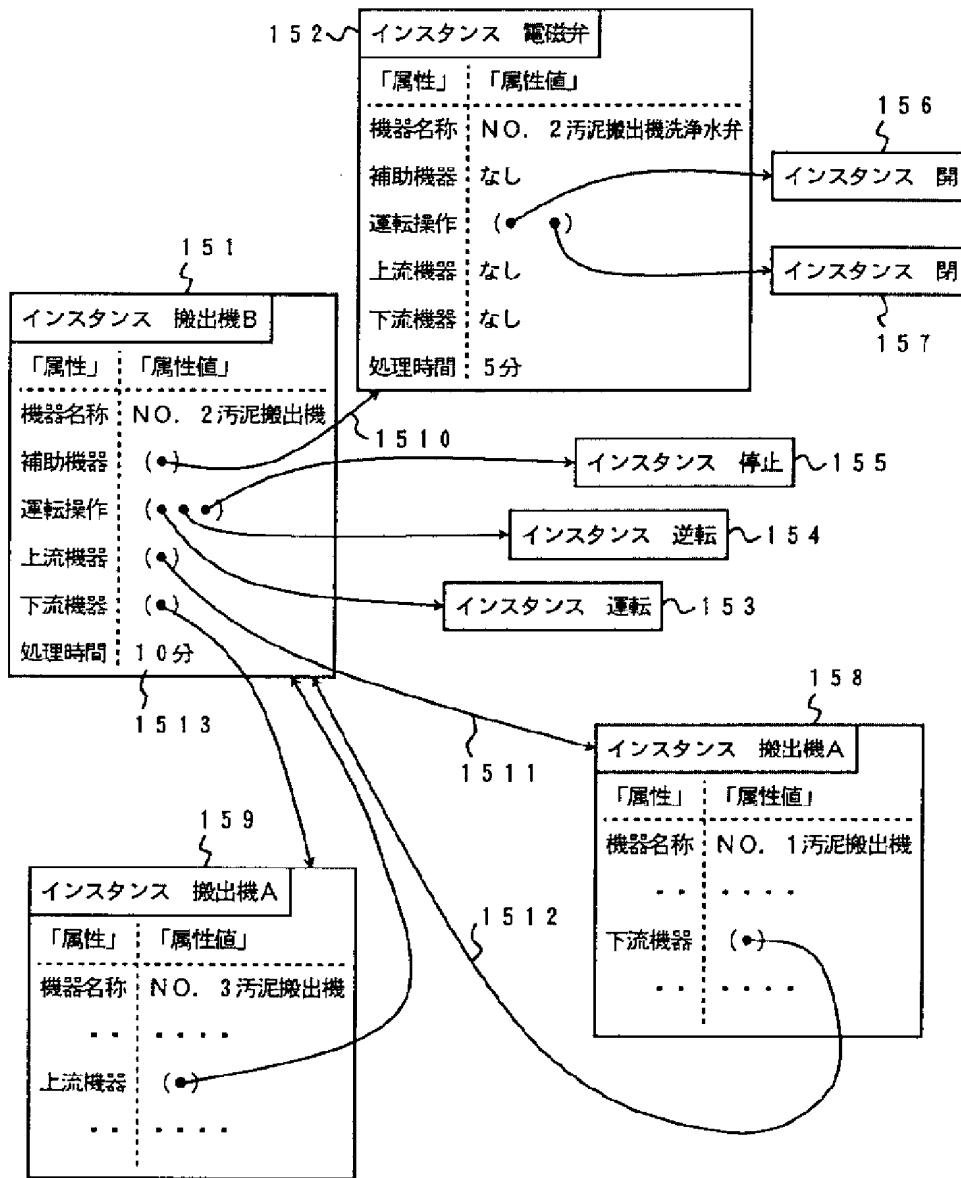 152
インスタンス 電磁弁
「属性」 「属性値」
機器名称 NO. 2汚泥搬出機洗浄水弁
補助機器 なし
運転操作 ( )
上流機器 なし
下流機器 なし
処理時間 5分
156
インスタンス 開
インスタンス 閉
157
151
インスタンス 搬出機B
「属性」 「属性値」
機器名称 NO. 2汚泥搬出機
補助機器 (●)
運転操作 (● ● ●)
上流機器 (●)
下流機器 (●)
処理時間 10分
1513
1510
インスタンス 停止 155
インスタンス 逆転 154
インスタンス 運転 153
1511
158
インスタンス 搬出機A
「属性」 「属性値」
機器名称 NO. 1汚泥搬出機
・・ ・・・・
下流機器 (●)
・・ ・・・・
1512
159
インスタンス 搬出機A
「属性」 「属性値」
機器名称 NO. 3汚泥搬出機
・・ ・・・・
上流機器 (●)
・・ ・・・・